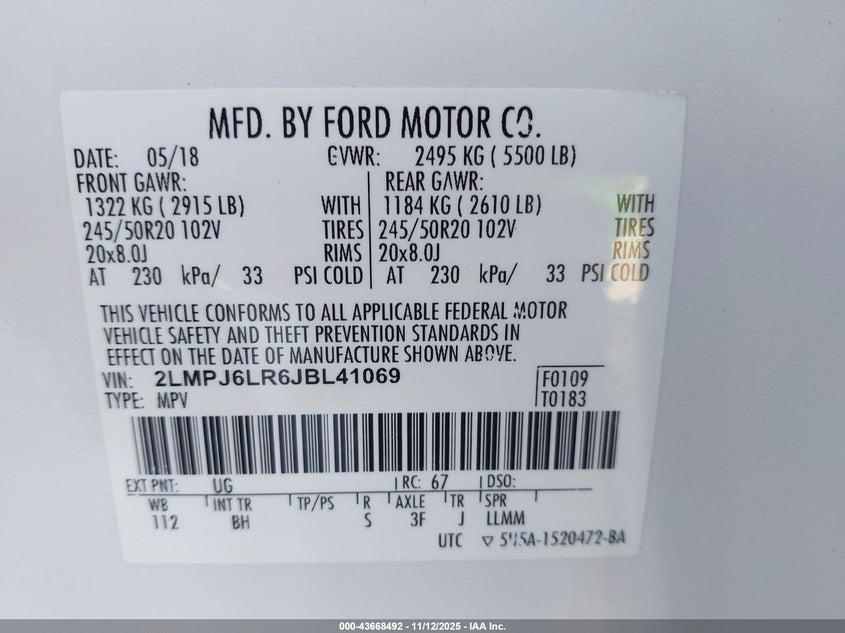 MFD. BY FORD MOTOR CO.
DATE: 05/18 GVWR: 2495 KG ( 5500 LB)
FRONT GAWR: REAR GAWR:
1322 KG ( 2915 LB) WITH 1184 KG ( 2610 LB) WITH
245/50R20 102V TIRES 245/50R20 102V TIRES
20x8.0J RIMS 20x8.0J RIMS
AT 230 kPa/ 33 PSI COLD AT 230 kPa/ 33 PSI COLD
THIS VEHICLE CONFORMS TO ALL APPLICABLE FEDERAL MOTOR
VEHICLE SAFETY AND THEFT PREVENTION STANDARDS IN
EFFECT ON THE DATE OF MANUFACTURE SHOWN ABOVE.
VIN: 2LMPJ6LR6JBL41069 F0109
TYPE: MPV T0183
EXT PNT: UG RC: 67 DSO:
WB INT TR TP/PS R AXLE TR SPR
112 BH S 3F J LLMM
UTC ▽ 5U5A-1520472-BA
000-43668492 - 11/12/2025 - IAA Inc.